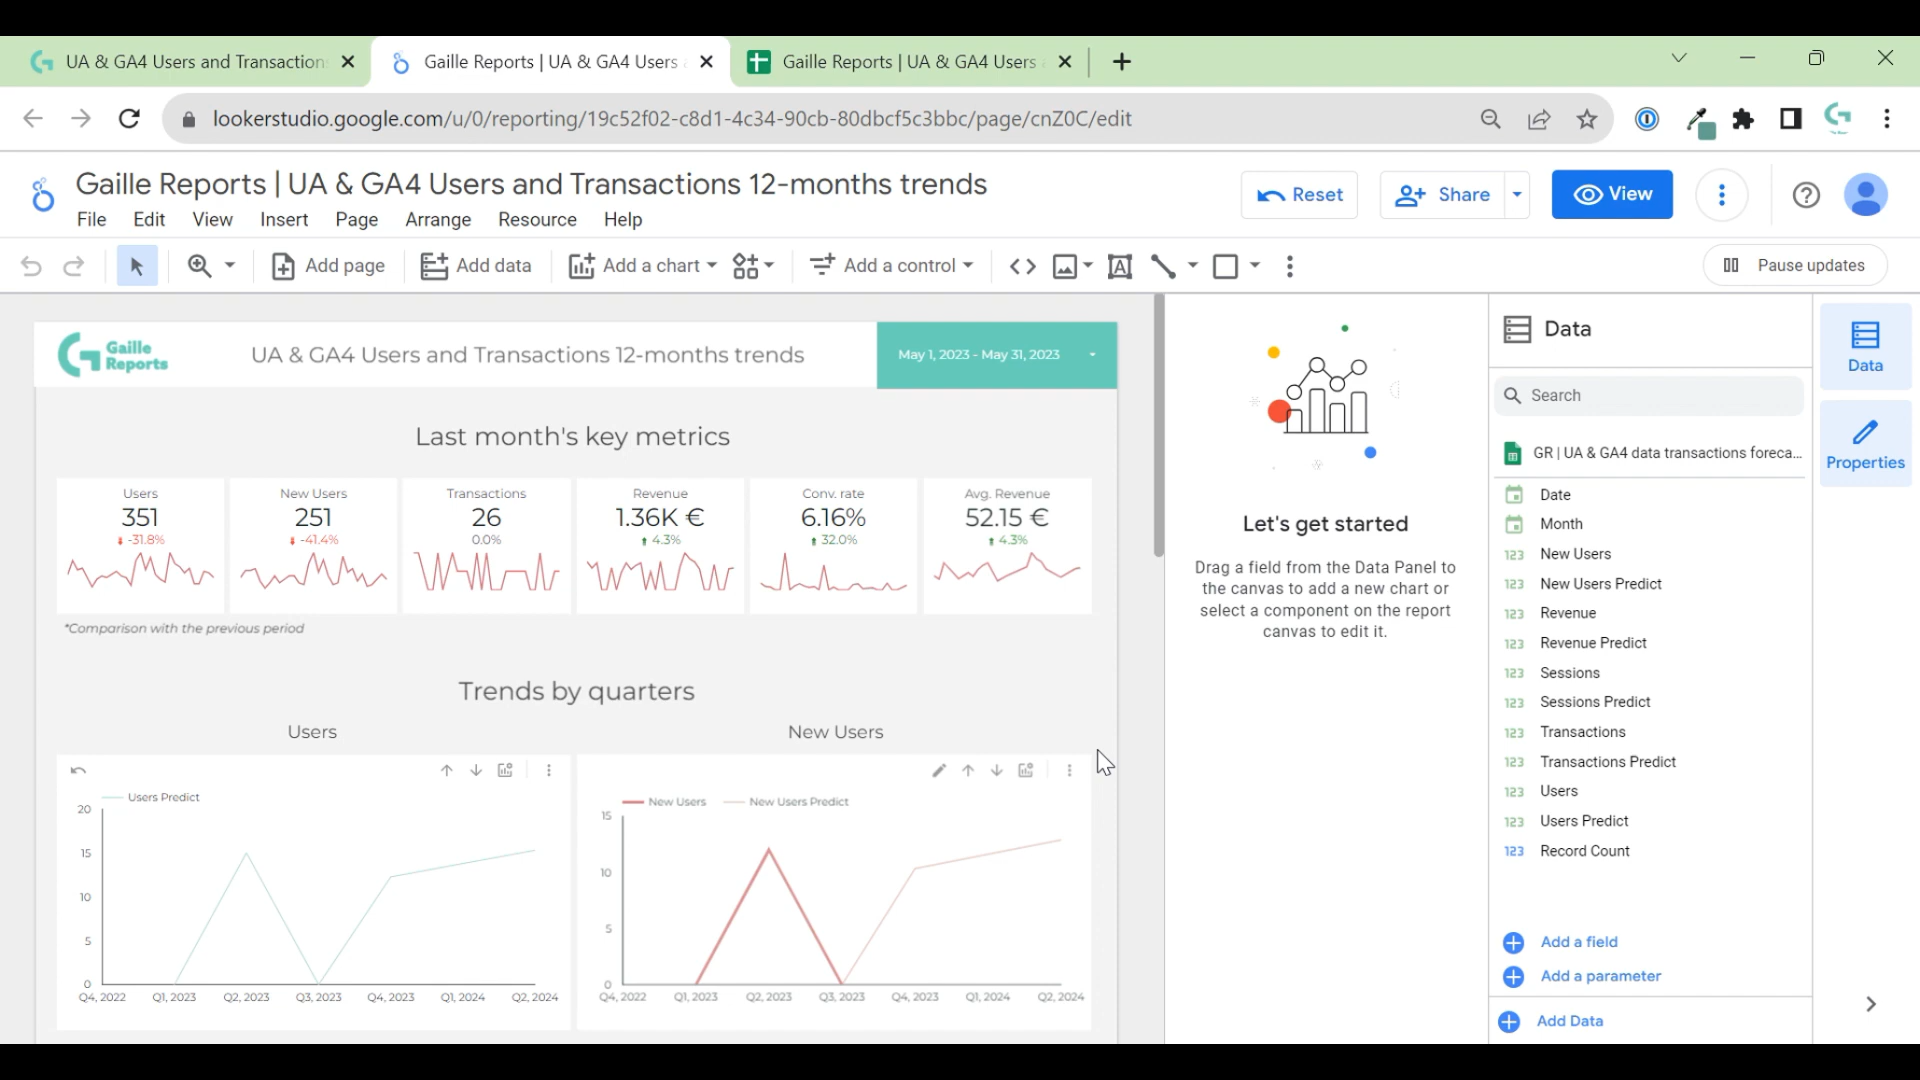 UA & GA4 Users and Transaction
Gaille Reports | UA & GA4 Users
Gaille Reports | UA & GA4 Users
lookerstudio.google.com/u/0/reporting/19c52f02-c8d1-4c34-90cb-80dbcf5c3bbc/page/cnZ0C/edit
Gaille Reports | UA & GA4 Users and Transactions 12-months trends
File Edit View Insert Page Arrange Resource Help
Reset
Share
View
Add page
Add data
Add a chart
Add a control
Pause updates
Gaille
Reports
UA & GA4 Users and Transactions 12-months trends
May 1, 2023 - May 31, 2023
Last month's key metrics
Users
351
-31.8%
New Users
251
-41.4%
Transactions
26
0.0%
Revenue
1.36K €
4.3%
Conv. rate
6.16%
32.0%
Avg. Revenue
52.15 €
4.3%
*Comparison with the previous period
Trends by quarters
Users
Users Predict
20
15
10
5
0
Q4, 2022 Q1, 2023 Q2, 2023 Q3, 2023 Q4, 2023 Q1, 2024 Q2, 2024
New Users
New Users New Users Predict
15
10
5
0
Q4, 2022 Q1, 2023 Q2, 2023 Q3, 2023 Q4, 2023 Q1, 2024 Q2, 2024
Let's get started
Drag a field from the Data Panel to
the canvas to add a new chart or
select a component on the report
canvas to edit it.
Data
Search
GR | UA & GA4 data transactions foreca...
Date
Month
123 New Users
123 New Users Predict
123 Revenue
123 Revenue Predict
123 Sessions
123 Sessions Predict
123 Transactions
123 Transactions Predict
123 Users
123 Users Predict
123 Record Count
Add a field
Add a parameter
Add Data
Data
Properties